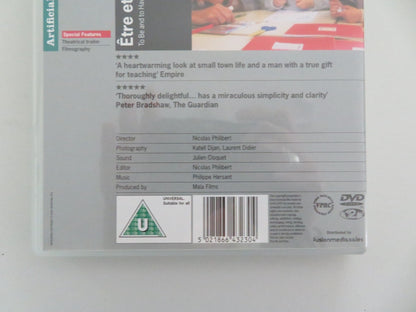 Artificial
Special Features
Theatrical trailer
Filmography
Être et
To Be and to Ha
★★★★
'A heartwarming look at small town life and a man with a true gift
for teaching' Empire
★★★★★
'Thoroughly delightful... has a miraculous simplicity and clarity'
Peter Bradshaw, The Guardian
Director Nicolas Philibert
Photography Katell Djian, Laurent Didier
Sound Julien Cloquet
Editor Nicolas Philibert
Music Philippe Hersant
Produced by Maïa Films
UNIVERSAL
Suitable for all
U
5 021866 432304
VPRC
DVD
VIDEO
Distributed by
fusionmediasales